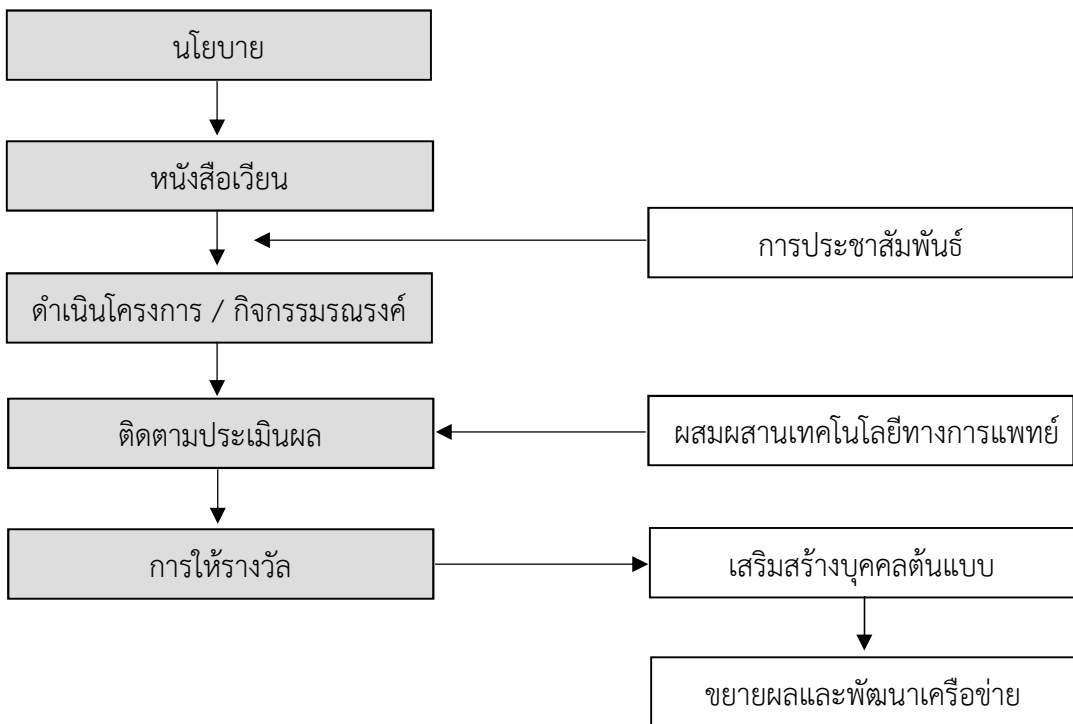 นโยบาย
หนังสือเวียน
การประชาสัมพันธ์
ดำเนินโครงการ / กิจกรรมรณรงค์
ติดตามประเมินผล
ผสมผสานเทคโนโลยีทางการแพทย์
การให้รางวัล
เสริมสร้างบุคคลต้นแบบ
ขยายผลและพัฒนาเครือข่าย